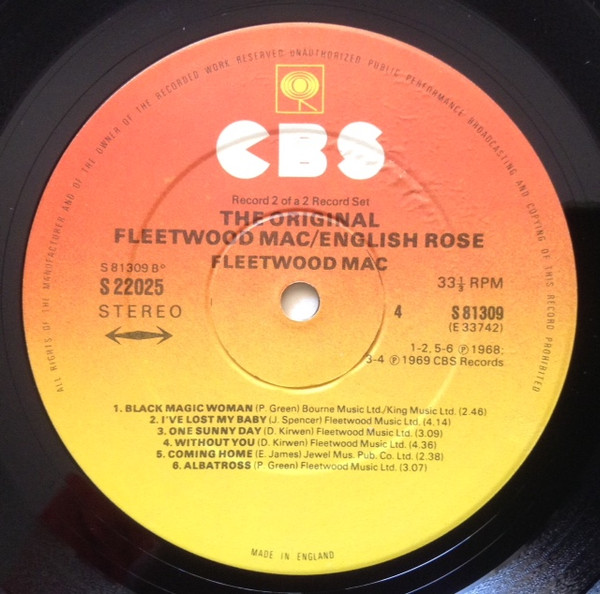 ALL RIGHTS OF THE MANUFACTURER AND OF THE OWNER OF THE RECORDED WORK RESERVED UNAUTHORIZED PUBLIC PERFORMANCE BROADCASTING AND COPYING OF THIS RECORD PROHIBITED
CBS
Record 2 of a 2 Record Set
THE ORIGINAL
FLEETWOOD MAC/ENGLISH ROSE
FLEETWOOD MAC
S 81309 B°
S 22025
STEREO
33⅓ RPM
4 S 81309
(E 33742)
1-2, 5-6 ℗ 1968;
3-4 ℗ 1969 CBS Records
1. BLACK MAGIC WOMAN (P. Green) Bourne Music Ltd./King Music Ltd. (2.46)
2. I'VE LOST MY BABY (J. Spencer) Fleetwood Music Ltd. (4.14)
3. ONE SUNNY DAY (D. Kirwen) Fleetwood Music Ltd. (3.09)
4. WITHOUT YOU (D. Kirwen) Fleetwood Music Ltd. (4.36)
5. COMING HOME (E. James) Jewel Mus. Pub. Co. Ltd. (2.38)
6. ALBATROSS (P. Green) Fleetwood Music Ltd. (3.07)
MADE IN ENGLAND